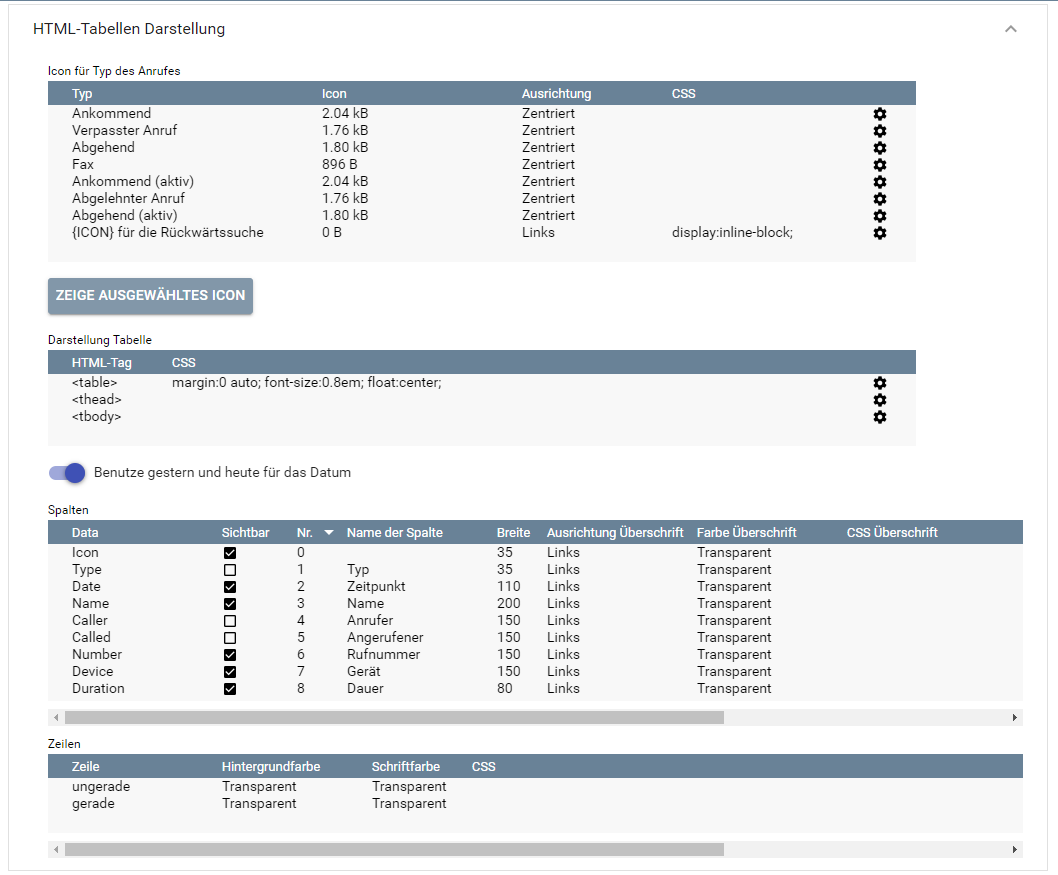 HTML-Tabellen Darstellung
Icon für Typ des Anrufes
Typ Icon Ausrichtung CSS
Ankommend 2.04 kB Zentriert
Verpasster Anruf 1.76 kB Zentriert
Abgehend 1.80 kB Zentriert
Fax 896 B Zentriert
Ankommend (aktiv) 2.04 kB Zentriert
Abgelehnter Anruf 1.76 kB Zentriert
Abgehend (aktiv) 1.80 kB Zentriert
{ICON} für die Rückwärtssuche 0 B Links display:inline-block;
ZEIGE AUSGEWÄHLTES ICON
Darstellung Tabelle
HTML-Tag CSS
<table> margin:0 auto; font-size:0.8em; float:center;
<thead>
<tbody>
Benutze gestern und heute für das Datum
Spalten
Data Sichtbar Nr. Name der Spalte Breite Ausrichtung Überschrift Farbe Überschrift CSS Überschrift
Icon 0 35 Links Transparent
Type 1 Typ 35 Links Transparent
Date 2 Zeitpunkt 110 Links Transparent
Name 3 Name 200 Links Transparent
Caller 4 Anrufer 150 Links Transparent
Called 5 Angerufener 150 Links Transparent
Number 6 Rufnummer 150 Links Transparent
Device 7 Gerät 150 Links Transparent
Duration 8 Dauer 80 Links Transparent
Zeilen
Zeile Hintergrundfarbe Schriftfarbe CSS
ungerade Transparent Transparent
gerade Transparent Transparent